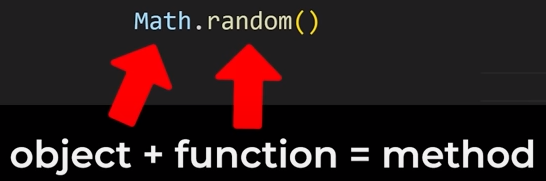 Math.random()
object + function = method